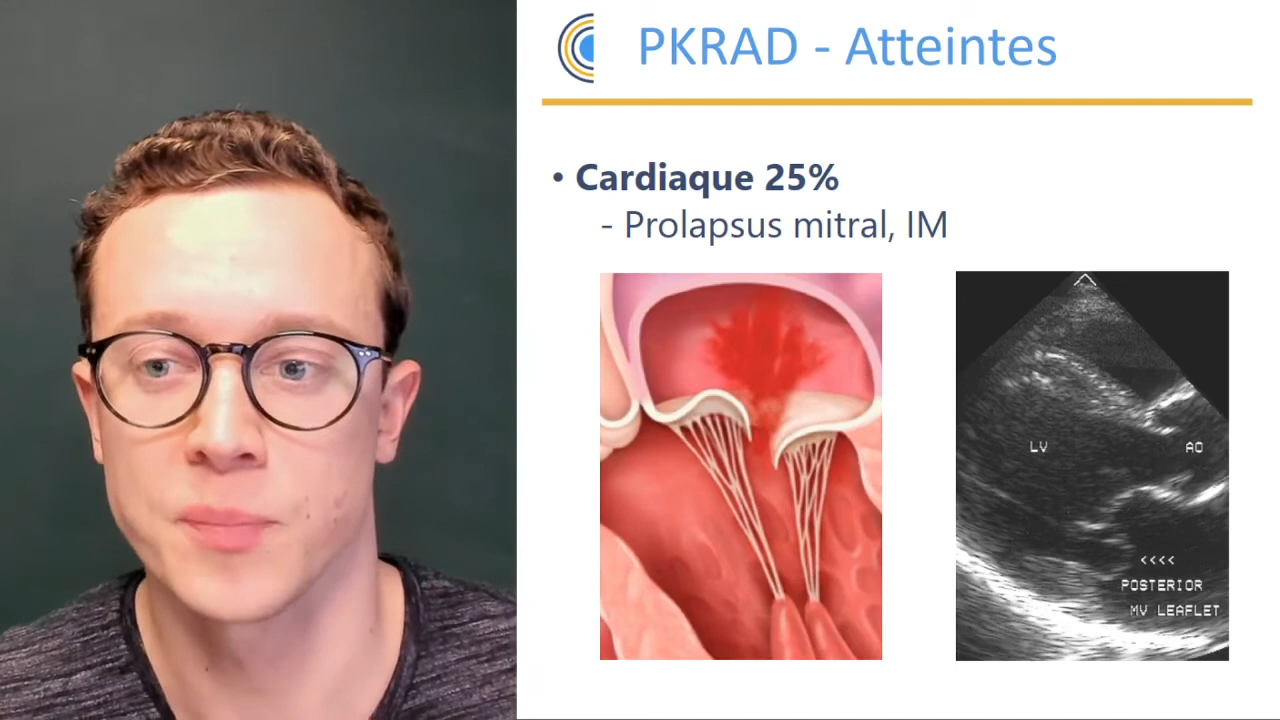 PKRAD - Atteintes
• Cardiaque 25%
- Prolapsus mitral, IM
LV
AO
<<<<
POSTERIOR
MV LEAFLET